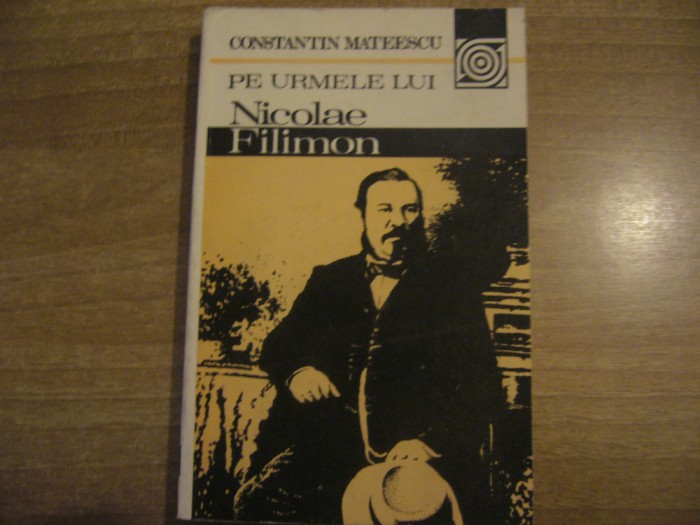 CONSTANTIN MATEESCU
PE URMELE LUI
Nicolae
Filimon